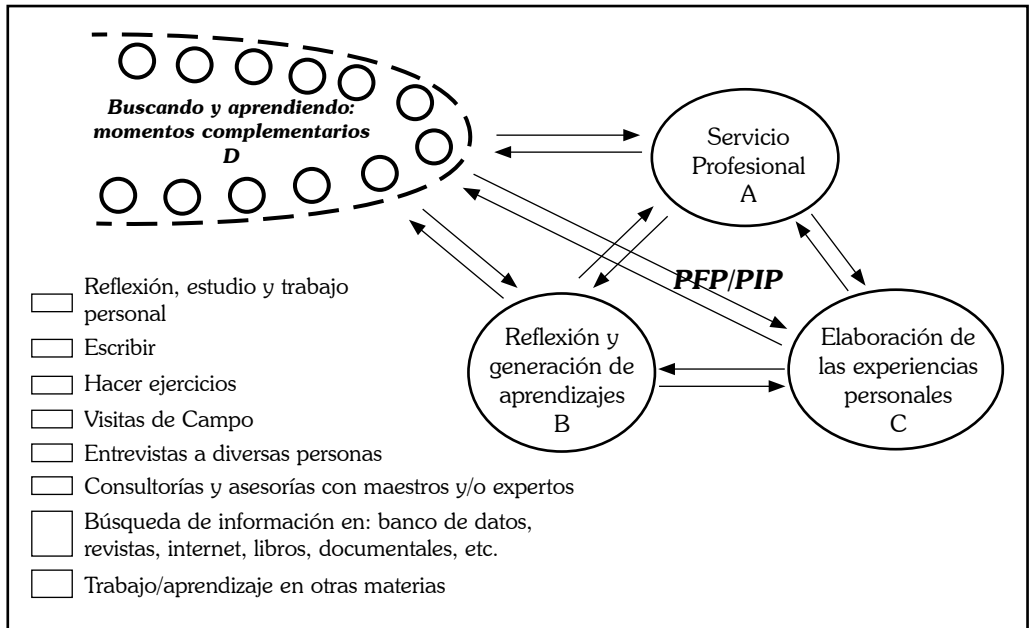 Buscando y aprendiendo:
momentos complementarios
D
Servicio
Profesional
A
PFP/PIP
Reflexión y
generación de
aprendizajes
B
Elaboración de
las experiencias
personales
C
Reflexión, estudio y trabajo
personal
Escribir
Hacer ejercicios
Visitas de Campo
Entrevistas a diversas personas
Consultorías y asesorías con maestros y/o expertos
Búsqueda de información en: banco de datos,
revistas, internet, libros, documentales, etc.
Trabajo/aprendizaje en otras materias